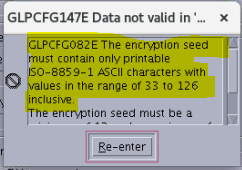 GLPCFG147E Data not valid in '...
GLPCFG082E The encryption seed
must contain only printable
ISO-8859-1 ASCII characters with
values in the range of 33 to 126
inclusive.
The encryption seed must be a
Re-enter